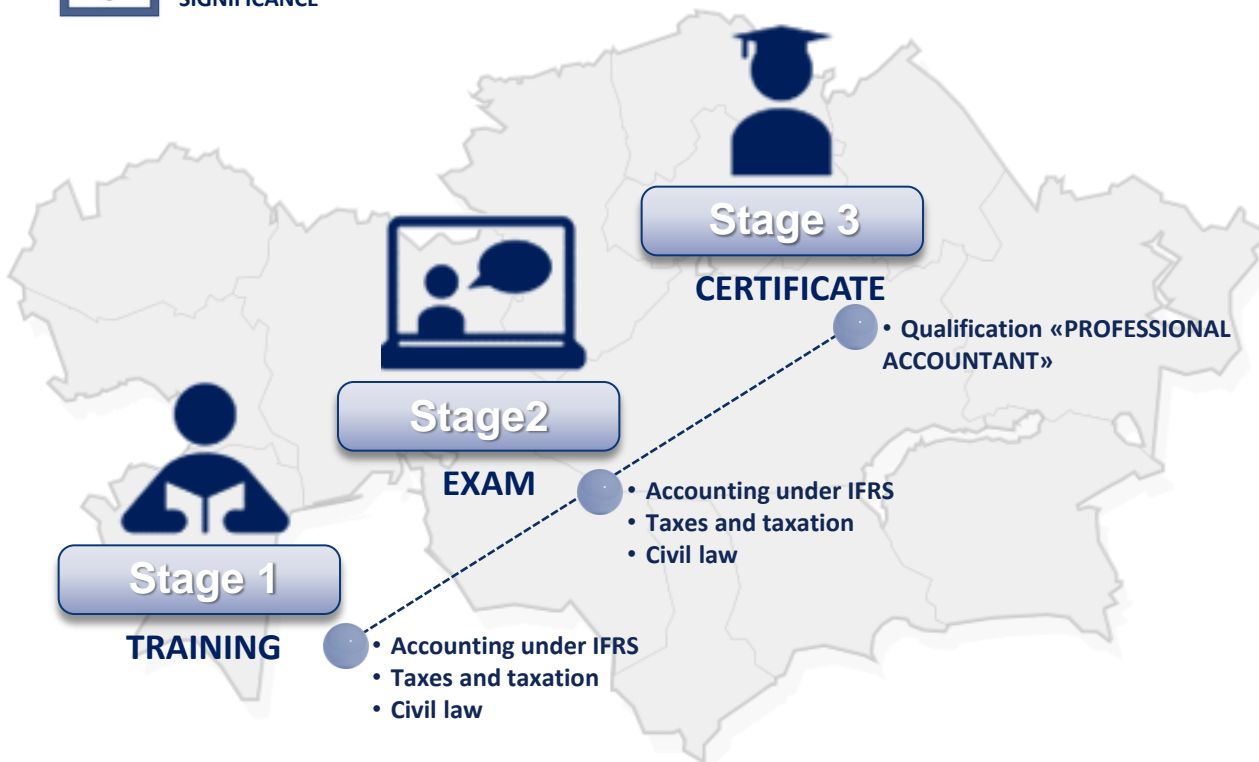 SIGNIFICANCE
Stage 3
CERTIFICATE
• Qualification «PROFESSIONAL
ACCOUNTANT»
Stage2
EXAM
• Accounting under IFRS
• Taxes and taxation
• Civil law
Stage 1
TRAINING
• Accounting under IFRS
• Taxes and taxation
• Civil law